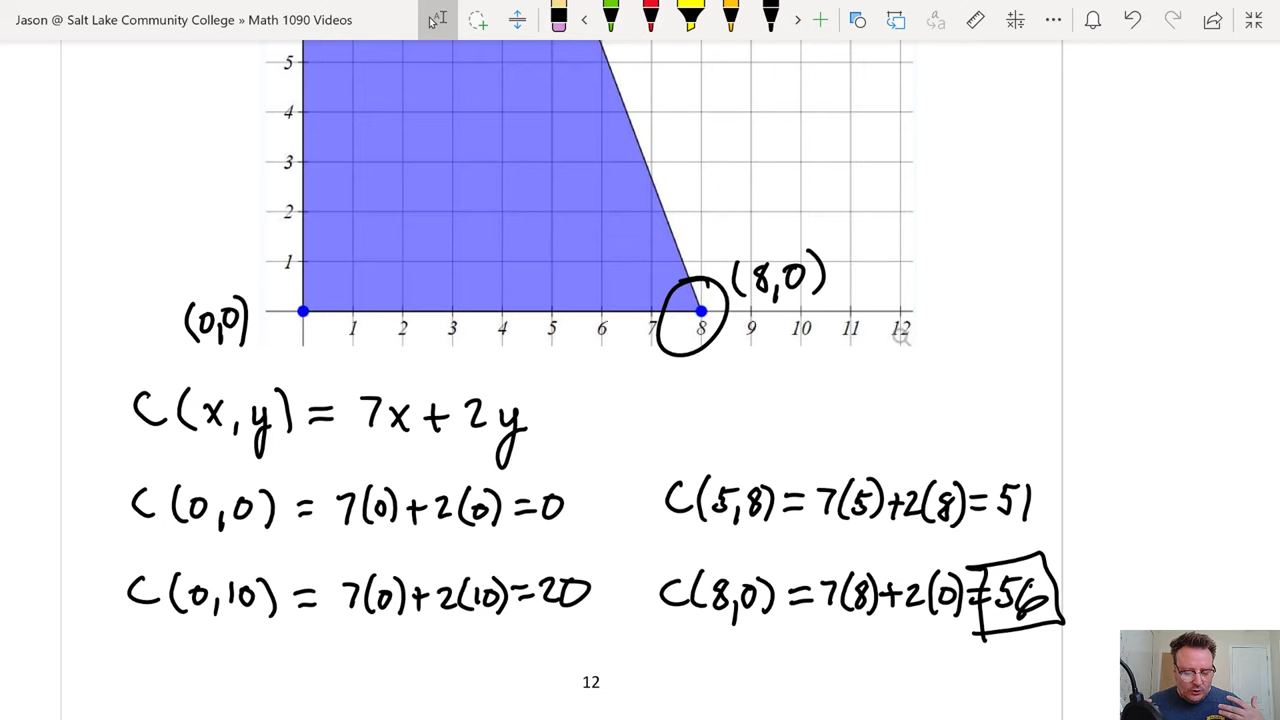 Jason @ Salt Lake Community College » Math 1090 Videos
5
4
3
2
1
(8,0)
(0,0)
1 2 3 4 5 6 7 8 9 10 11 12
C(x,y) = 7x + 2y
C(0,0) = 7(0)+2(0)=0
C(5,8) = 7(5)+2(8)=51
C(0,10) = 7(0)+2(10)=20
C(8,0) = 7(8)+2(0)=56
12